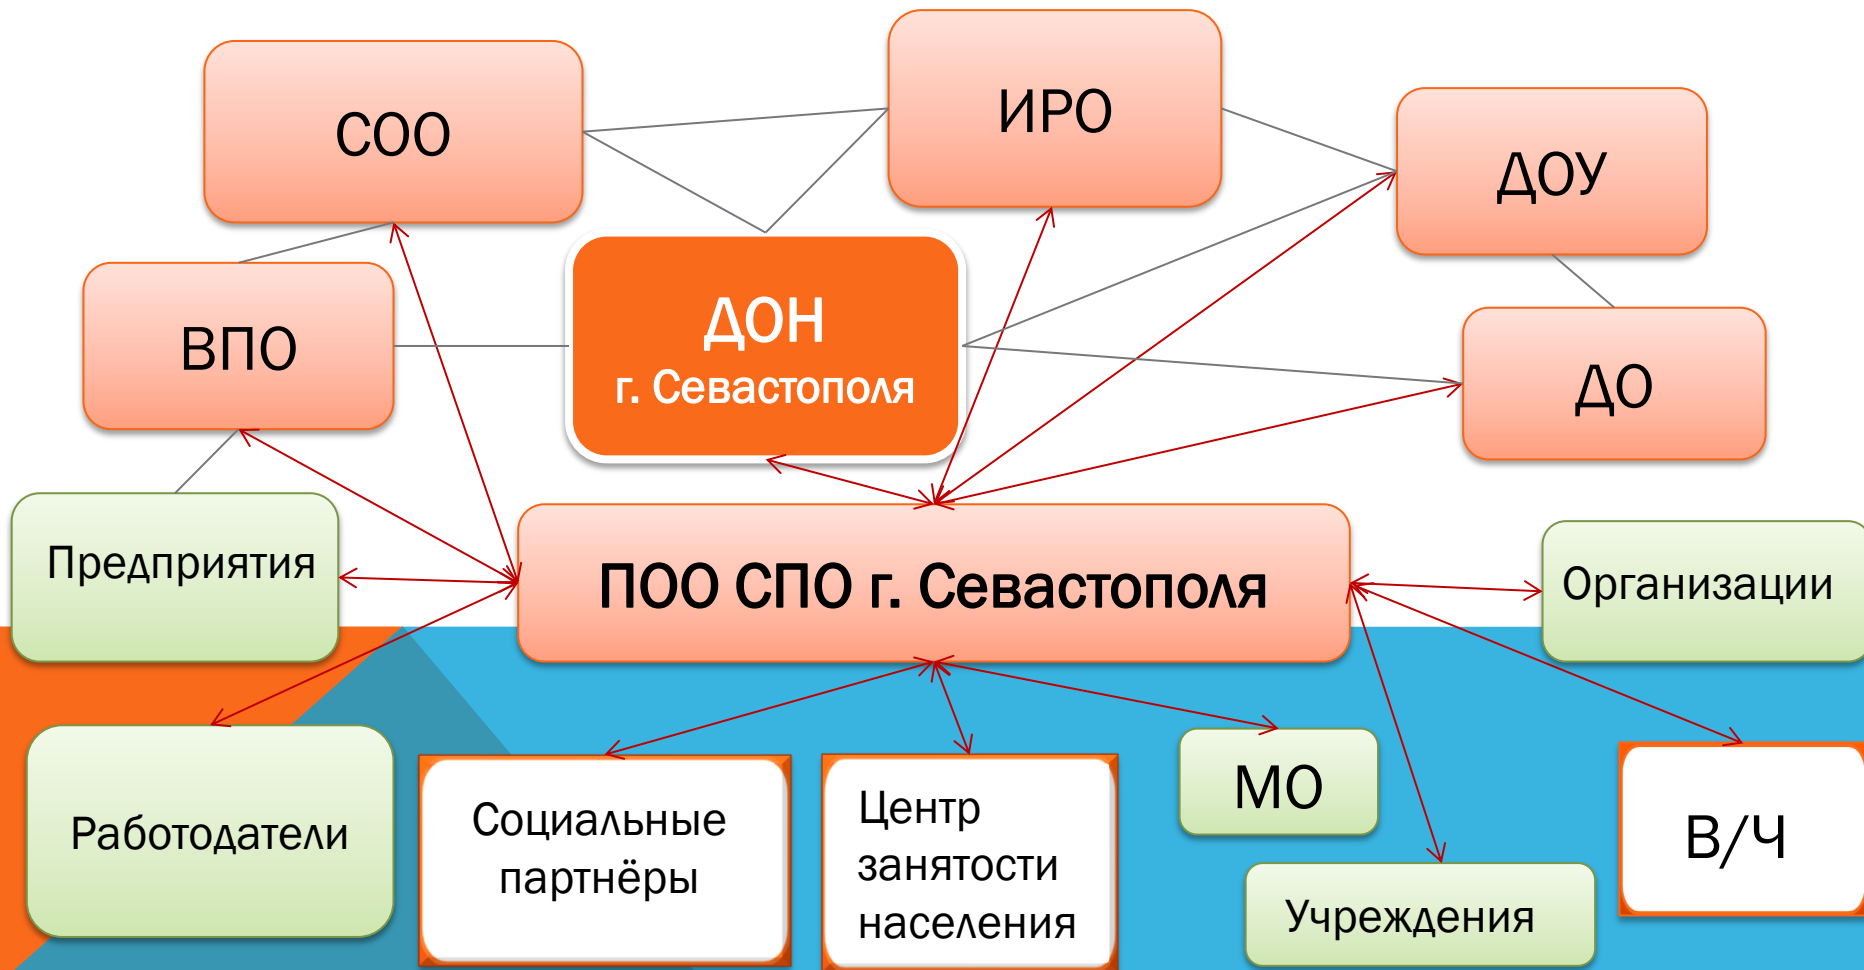 СОО
ИРО
ДОУ
ВПО
ДОН
г. Севастополя
ДО
Предприятия
ПОО СПО г. Севастополя
Организации
Работодатели
Социальные
партнёры
Центр
занятости
населения
МО
Учреждения
В/Ч